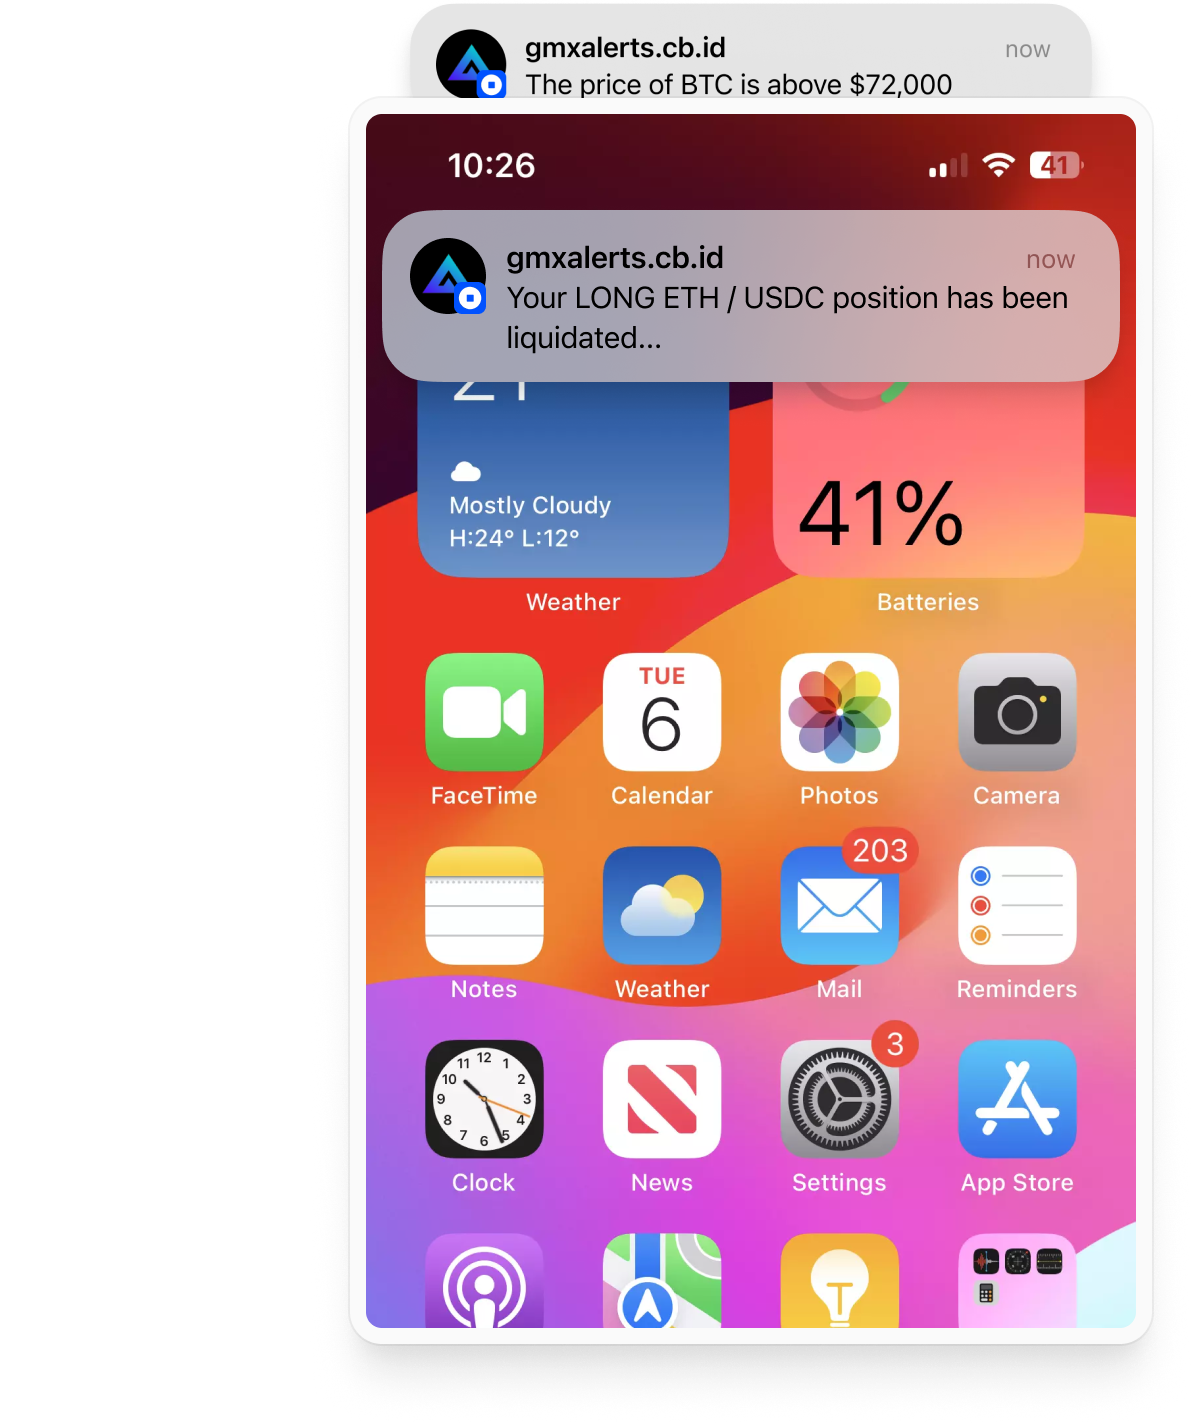 gmxalerts.cb.id now
The price of BTC is above $72,000
10:26 41
gmxalerts.cb.id now
Your LONG ETH / USDC position has been
liquidated...
Mostly Cloudy
H:24° L:12°
41%
Weather Batteries
TUE
6
FaceTime Calendar Photos Camera
203
Notes Weather Mail Reminders
3
12 1 2 3 4 5 6 7 8 9 10 11
Clock News Settings App Store